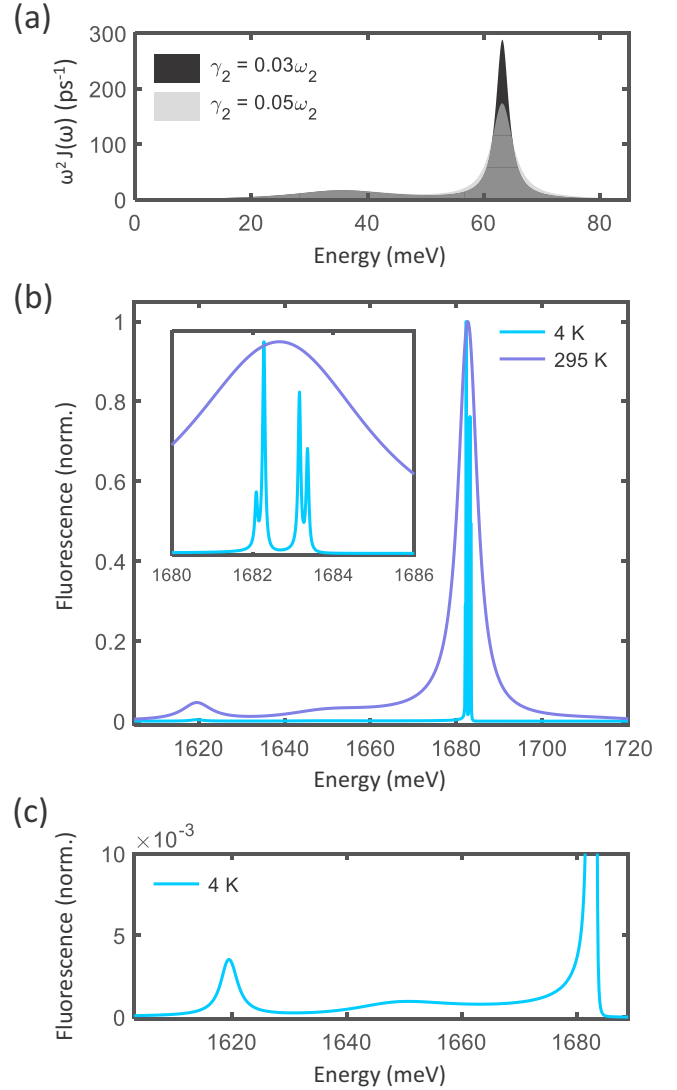 (a)
300
200
100
0
ω² J(ω) (ps⁻¹)
γ₂ = 0.03ω₂
γ₂ = 0.05ω₂
0 20 40 60 80
Energy (meV)
(b)
1
0.8
0.6
0.4
0.2
0
Fluorescence (norm.)
4 K
295 K
1680 1682 1684 1686
1620 1640 1660 1680 1700 1720
Energy (meV)
(c)
× 10⁻³
10
5
0
Fluorescence (norm.)
4 K
1620 1640 1660 1680
Energy (meV)